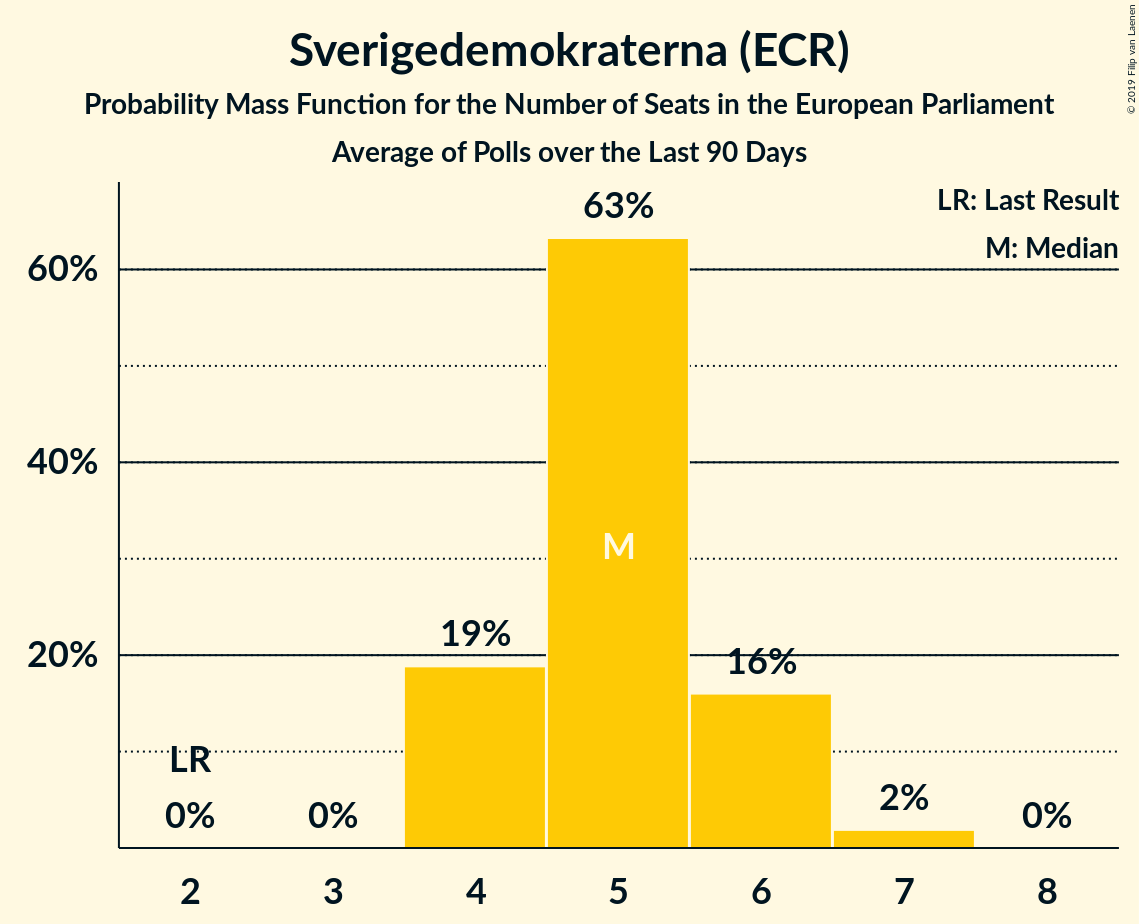 Sverigedemokraterna (ECR)
Probability Mass Function for the Number of Seats in the European Parliament
Average of Polls over the Last 90 Days
© 2019 Filip van Laenen
LR: Last Result
M: Median
63%
60%
40%
M
19%
20%
16%
LR
2%
0%
0%
0%
2
3
4
5
6
7
8